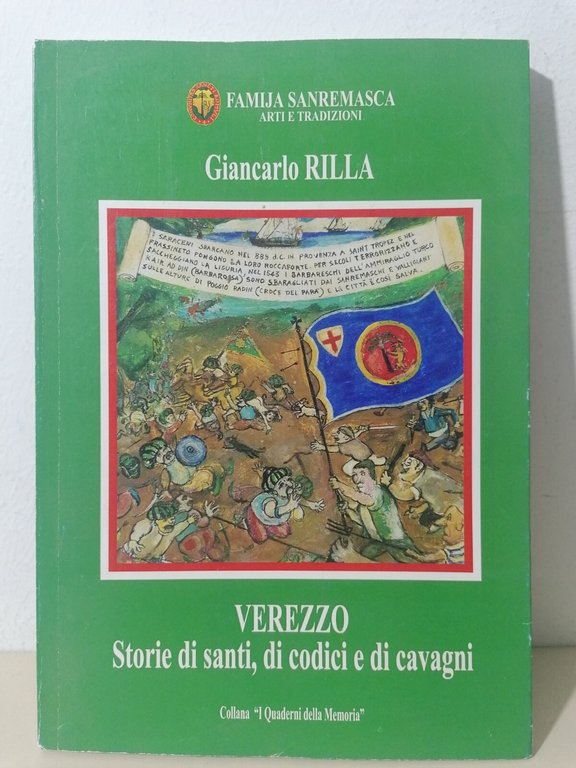 FAMIJA SANREMASCA
ARTI E TRADIZIONI
Giancarlo RILLA
I SARACENI SBARCANO NEL 889 d.C. IN PROVENZA A SAINT TROPEZ E NEL
FRASSINETO PONGONO LA LORO ROCCAFORTE. PER SECOLI TERRORIZZANO E
SACCHEGGIANO LA LIGURIA, NEL 1543 I BARBARESCHI DELL'AMMIRAGLIO TURCO
KAIR AD DIN (BARBAROSSA) SONO SBARAGLIATI DAI SANREMASCHI E VALLIGIANI
SULLE ALTURE DI POGGIO RADIN (CROCE DEL PARÀ) E LA CITTÀ È COSÌ SALVA.
VEREZZO
Storie di santi, di codici e di cavagni
Collana "I Quaderni della Memoria"